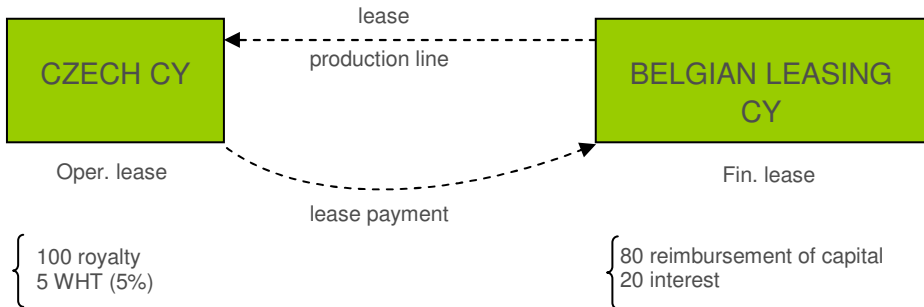 lease
production line
CZECH CY
BELGIAN LEASING
CY
Oper. lease
Fin. lease
lease payment
100 royalty
5 WHT (5%)
80 reimbursement of capital
20 interest